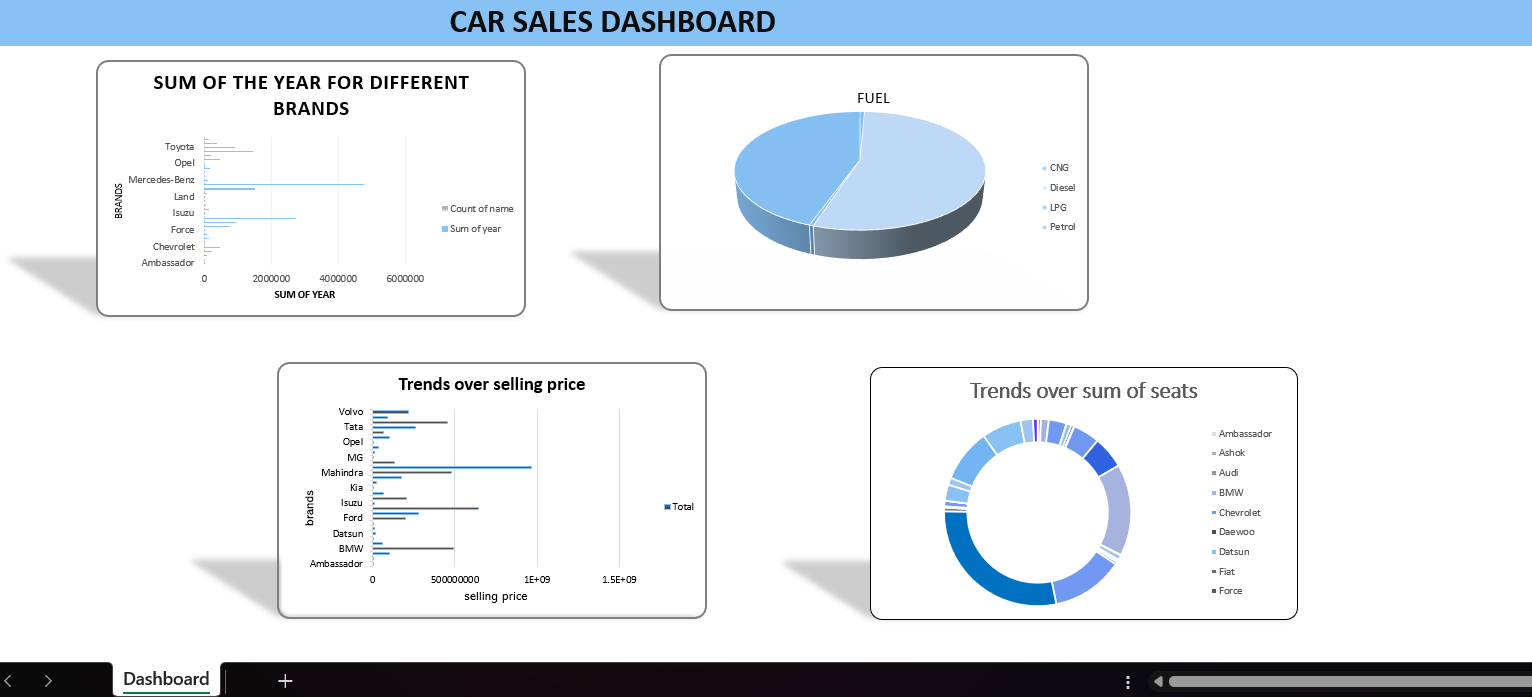 CAR SALES DASHBOARD
SUM OF THE YEAR FOR DIFFERENT
BRANDS
BRANDS
Toyota
Opel
Mercedes-Benz
Land
Isuzu
Force
Chevrolet
Ambassador
0 2000000 4000000 6000000
SUM OF YEAR
Count of name
Sum of year
FUEL
CNG
Diesel
LPG
Petrol
Trends over selling price
brands
Volvo
Tata
Opel
MG
Mahindra
Kia
Isuzu
Ford
Datsun
BMW
Ambassador
0 500000000 1E+09 1.5E+09
selling price
Total
Trends over sum of seats
Ambassador
Ashok
Audi
BMW
Chevrolet
Daewoo
Datsun
Fiat
Force
Dashboard